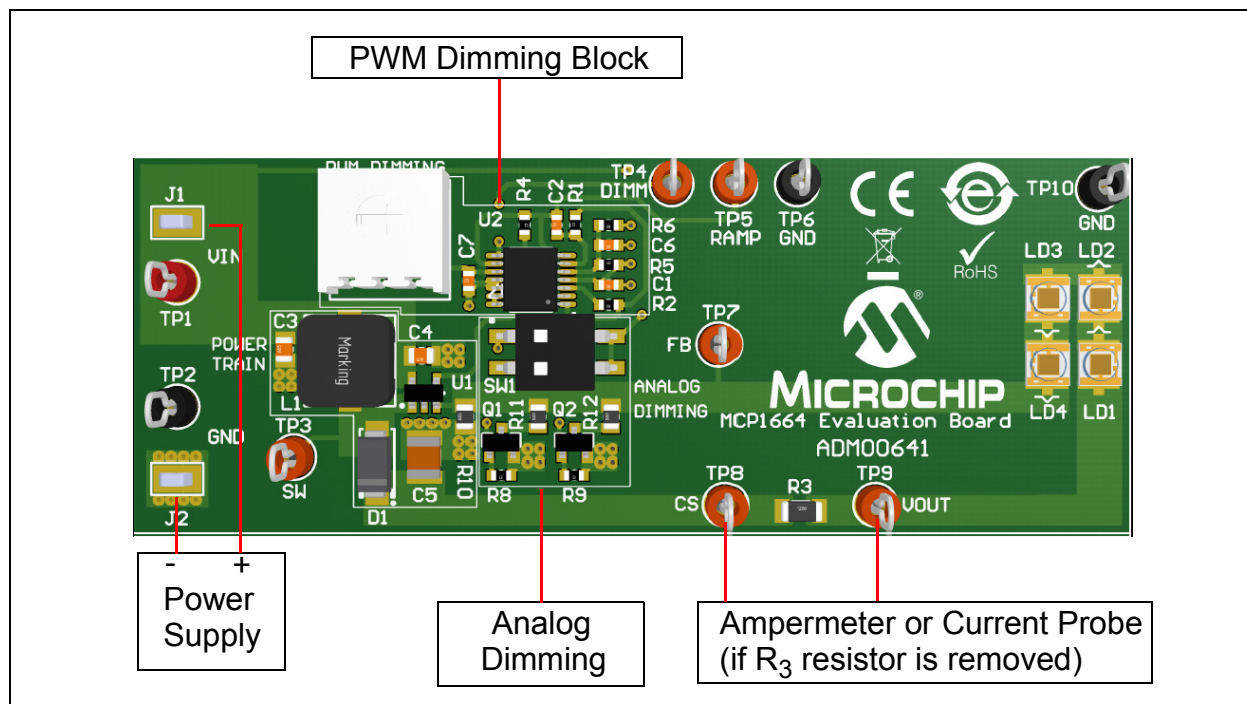 PWM Dimming Block
PWM DIMMING
J1
VIN
TP1
TP2
GND
J2
POWER
TRAIN
C3
L1
Marking
C4
U1
TP3
SW
D1
C5
R10
C7
U2
R4
C2
R1
R6
C6
R5
C1
R2
SW1
Q1
R11
Q2
R12
R8
R9
ANALOG
DIMMING
TP4
DIMM
TP5
RAMP
TP6
GND
TP7
FB
CE
e
RoHS
TP10
GND
LD3
LD2
LD4
LD1
®
MICROCHIP
MCP1664 Evaluation Board
ADM00641
TP8
CS
R3
TP9
VOUT
- +
Power
Supply
Analog
Dimming
Ampermeter or Current Probe
(if R3 resistor is removed)